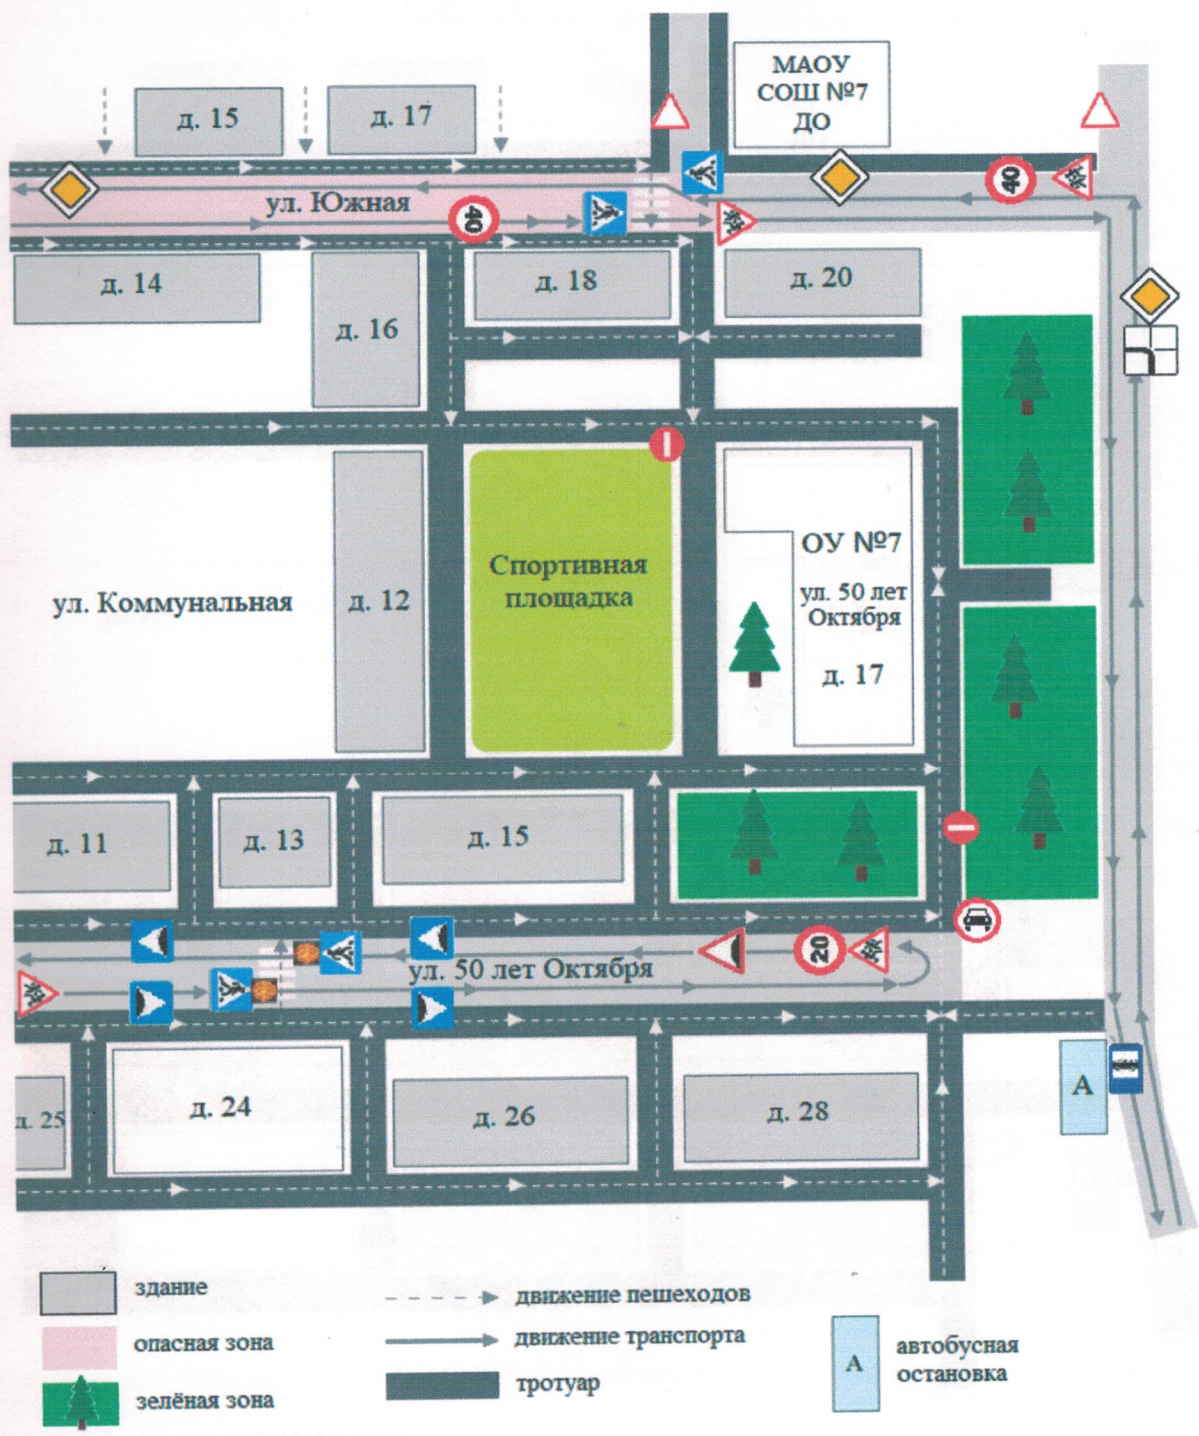 МАОУ
СОШ №7
ДО
д. 15
д. 17
ул. Южная
40
40
д. 14
д. 16
д. 18
д. 20
ул. Коммунальная
д. 12
Спортивная
площадка
ОУ №7
ул. 50 лет
Октября
д. 17
д. 11
д. 13
д. 15
20
ул. 50 лет Октября
д. 25
д. 24
д. 26
д. 28
А
здание
опасная зона
зелёная зона
движение пешеходов
движение транспорта
тротуар
А
автобусная
остановка